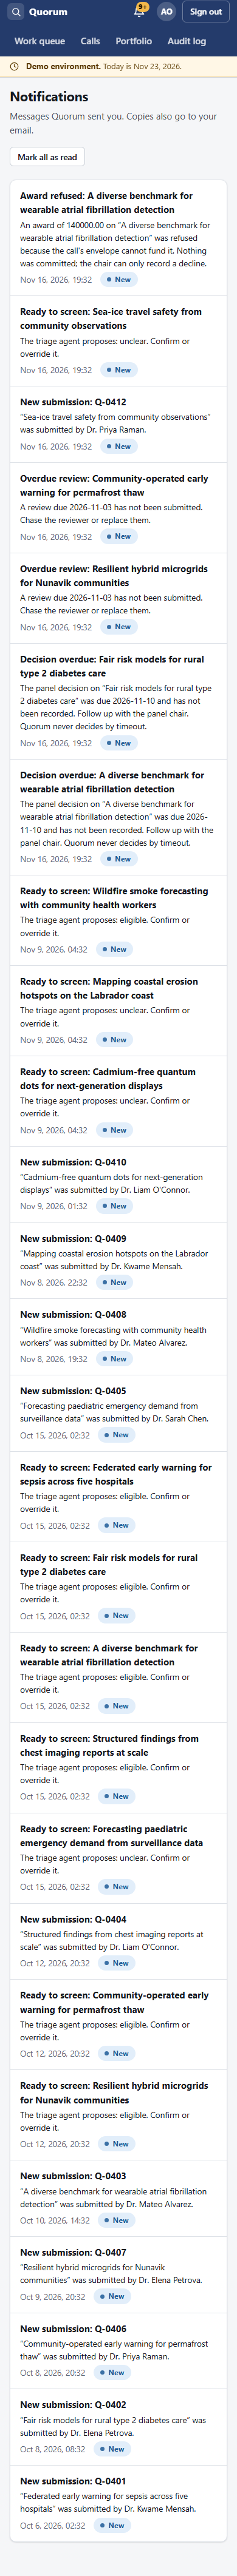 Quorum
9+
AO
Sign out
Work queue Calls Portfolio Audit log
Demo environment. Today is Nov 23, 2026.
Notifications
Messages Quorum sent you. Copies also go to your
email.
Mark all as read
Award refused: A diverse benchmark for
wearable atrial fibrillation detection
An award of 140000.00 on “A diverse benchmark for
wearable atrial fibrillation detection” was refused
because the call's envelope cannot fund it. Nothing
was committed; the chair can only record a decline.
Nov 16, 2026, 19:32 New
Ready to screen: Sea-ice travel safety from
community observations
The triage agent proposes: unclear. Confirm or
override it.
Nov 16, 2026, 19:32 New
New submission: Q-0412
“Sea-ice travel safety from community observations”
was submitted by Dr. Priya Raman.
Nov 16, 2026, 19:32 New
Overdue review: Community-operated early
warning for permafrost thaw
A review due 2026-11-03 has not been submitted.
Chase the reviewer or replace them.
Nov 16, 2026, 19:32 New
Overdue review: Resilient hybrid microgrids
for Nunavik communities
A review due 2026-11-03 has not been submitted.
Chase the reviewer or replace them.
Nov 16, 2026, 19:32 New
Decision overdue: Fair risk models for rural
type 2 diabetes care
The panel decision on “Fair risk models for rural type
2 diabetes care” was due 2026-11-10 and has not
been recorded. Follow up with the panel chair.
Quorum never decides by timeout.
Nov 16, 2026, 19:32 New
Decision overdue: A diverse benchmark for
wearable atrial fibrillation detection
The panel decision on “A diverse benchmark for
wearable atrial fibrillation detection” was due 2026-
11-10 and has not been recorded. Follow up with the
panel chair. Quorum never decides by timeout.
Nov 16, 2026, 19:32 New
Ready to screen: Wildfire smoke forecasting
with community health workers
The triage agent proposes: eligible. Confirm or
override it.
Nov 9, 2026, 04:32 New
Ready to screen: Mapping coastal erosion
hotspots on the Labrador coast
The triage agent proposes: unclear. Confirm or
override it.
Nov 9, 2026, 04:32 New
Ready to screen: Cadmium-free quantum
dots for next-generation displays
The triage agent proposes: unclear. Confirm or
override it.
Nov 9, 2026, 04:32 New
New submission: Q-0410
“Cadmium-free quantum dots for next-generation
displays” was submitted by Dr. Liam O'Connor.
Nov 9, 2026, 01:32 New
New submission: Q-0409
“Mapping coastal erosion hotspots on the Labrador
coast” was submitted by Dr. Kwame Mensah.
Nov 8, 2026, 22:32 New
New submission: Q-0408
“Wildfire smoke forecasting with community health
workers” was submitted by Dr. Mateo Alvarez.
Nov 8, 2026, 19:32 New
New submission: Q-0405
“Forecasting paediatric emergency demand from
surveillance data” was submitted by Dr. Sarah Chen.
Oct 15, 2026, 02:32 New
Ready to screen: Federated early warning for
sepsis across five hospitals
The triage agent proposes: eligible. Confirm or
override it.
Oct 15, 2026, 02:32 New
Ready to screen: Fair risk models for rural
type 2 diabetes care
The triage agent proposes: eligible. Confirm or
override it.
Oct 15, 2026, 02:32 New
Ready to screen: A diverse benchmark for
wearable atrial fibrillation detection
The triage agent proposes: eligible. Confirm or
override it.
Oct 15, 2026, 02:32 New
Ready to screen: Structured findings from
chest imaging reports at scale
The triage agent proposes: eligible. Confirm or
override it.
Oct 15, 2026, 02:32 New
Ready to screen: Forecasting paediatric
emergency demand from surveillance data
The triage agent proposes: unclear. Confirm or
override it.
Oct 15, 2026, 02:32 New
New submission: Q-0404
“Structured findings from chest imaging reports at
scale” was submitted by Dr. Liam O'Connor.
Oct 12, 2026, 20:32 New
Ready to screen: Community-operated early
warning for permafrost thaw
The triage agent proposes: eligible. Confirm or
override it.
Oct 12, 2026, 20:32 New
Ready to screen: Resilient hybrid microgrids
for Nunavik communities
The triage agent proposes: eligible. Confirm or
override it.
Oct 12, 2026, 20:32 New
New submission: Q-0403
“A diverse benchmark for wearable atrial fibrillation
detection” was submitted by Dr. Mateo Alvarez.
Oct 10, 2026, 14:32 New
New submission: Q-0407
“Resilient hybrid microgrids for Nunavik
communities” was submitted by Dr. Elena Petrova.
Oct 9, 2026, 20:32 New
New submission: Q-0406
“Community-operated early warning for permafrost
thaw” was submitted by Dr. Priya Raman.
Oct 8, 2026, 20:32 New
New submission: Q-0402
“Fair risk models for rural type 2 diabetes care” was
submitted by Dr. Elena Petrova.
Oct 8, 2026, 08:32 New
New submission: Q-0401
“Federated early warning for sepsis across five
hospitals” was submitted by Dr. Kwame Mensah.
Oct 6, 2026, 02:32 New